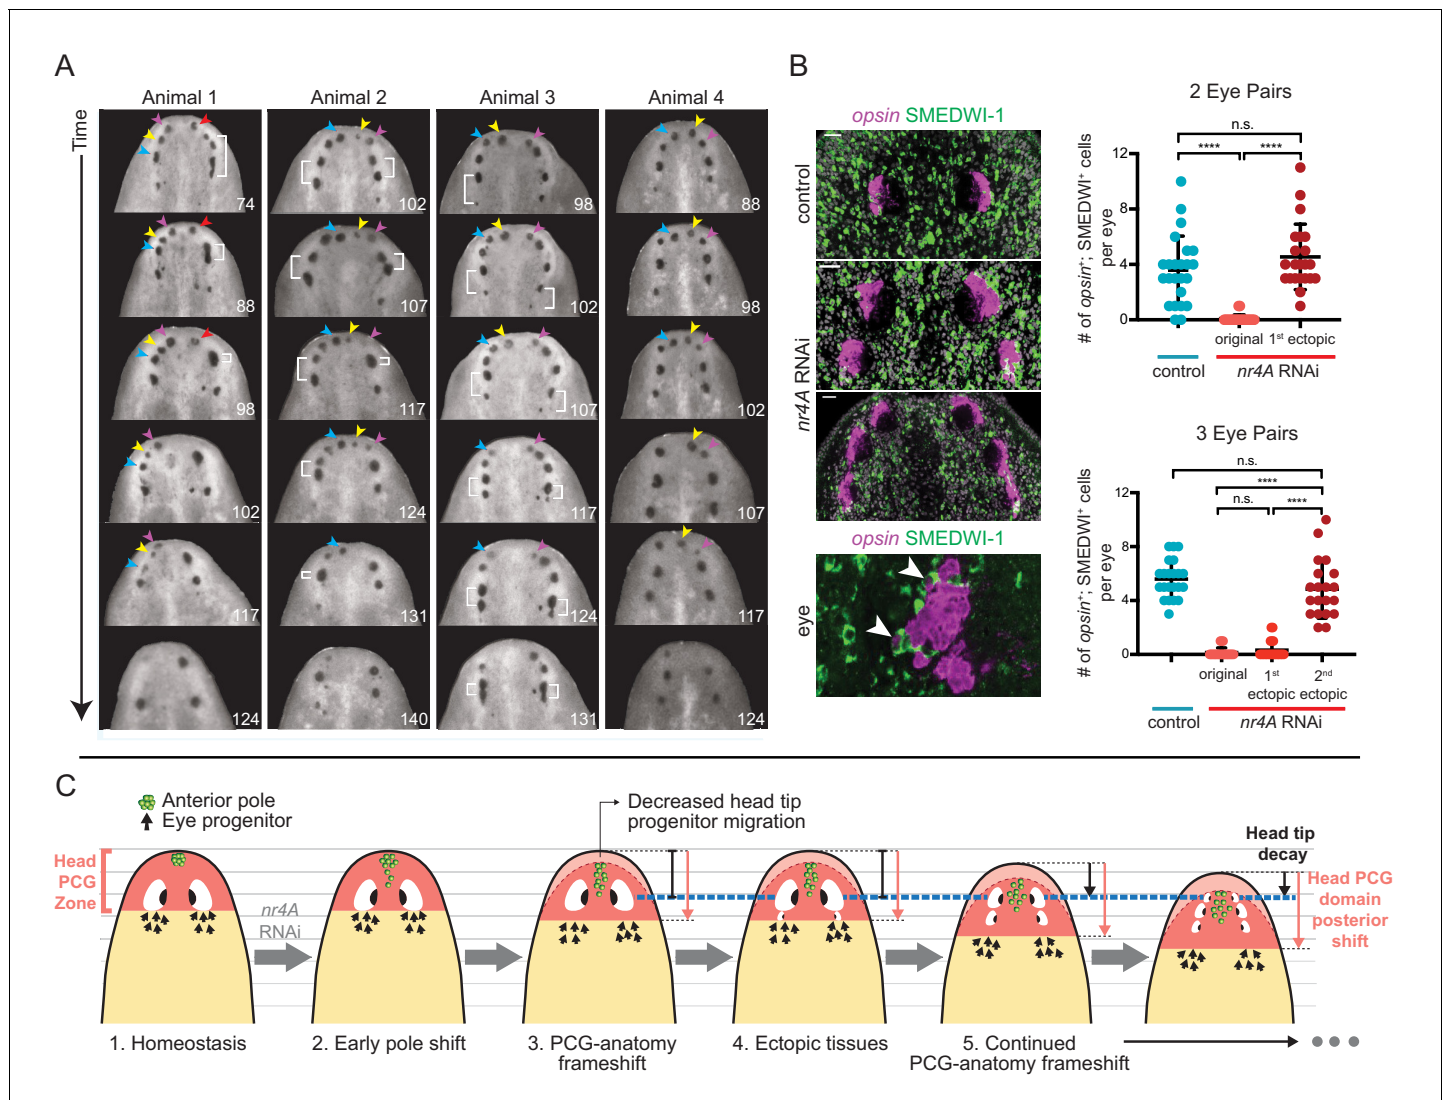 A
Time
Animal 1
Animal 2
Animal 3
Animal 4
74
102
98
88
88
107
102
98
98
117
107
102
102
124
117
107
117
131
124
117
124
140
131
124
B
opsin SMEDWI-1
control
nr4A RNAi
opsin SMEDWI-1
eye
2 Eye Pairs
# of opsin⁺; SMEDWI⁺ cells
per eye
n.s.
**** ****
12
8
4
0
original 1st ectopic
control
nr4A RNAi
3 Eye Pairs
# of opsin⁺; SMEDWI⁺ cells
per eye
n.s.
****
n.s. ****
12
8
4
0
original 1st 2nd
ectopic ectopic
control
nr4A RNAi
C
Anterior pole
Eye progenitor
Decreased head tip
progenitor migration
Head
PCG
Zone
nr4A
RNAi
Head tip
decay
Head PCG
domain
posterior
shift
1. Homeostasis
2. Early pole shift
3. PCG-anatomy
frameshift
4. Ectopic tissues
5. Continued
PCG-anatomy frameshift